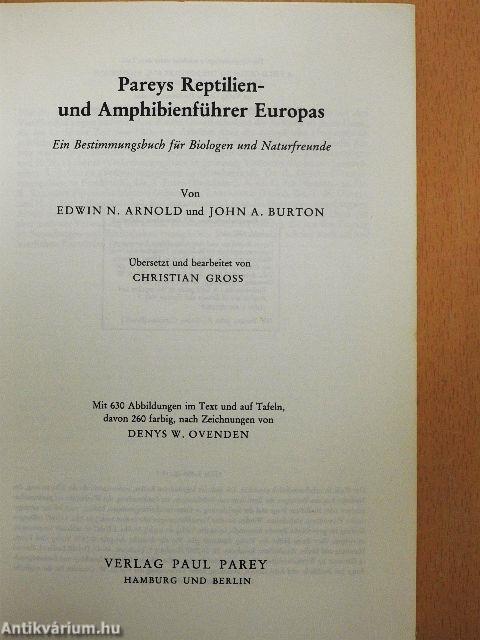 Pareys Reptilien-
und Amphibienführer Europas
Ein Bestimmungsbuch für Biologen und Naturfreunde
Von
EDWIN N. ARNOLD und JOHN A. BURTON
Übersetzt und bearbeitet von
CHRISTIAN GROSS
Mit 630 Abbildungen im Text und auf Tafeln,
davon 260 farbig, nach Zeichnungen von
DENYS W. OVENDEN
VERLAG PAUL PAREY
HAMBURG UND BERLIN
Antikvárium.hu